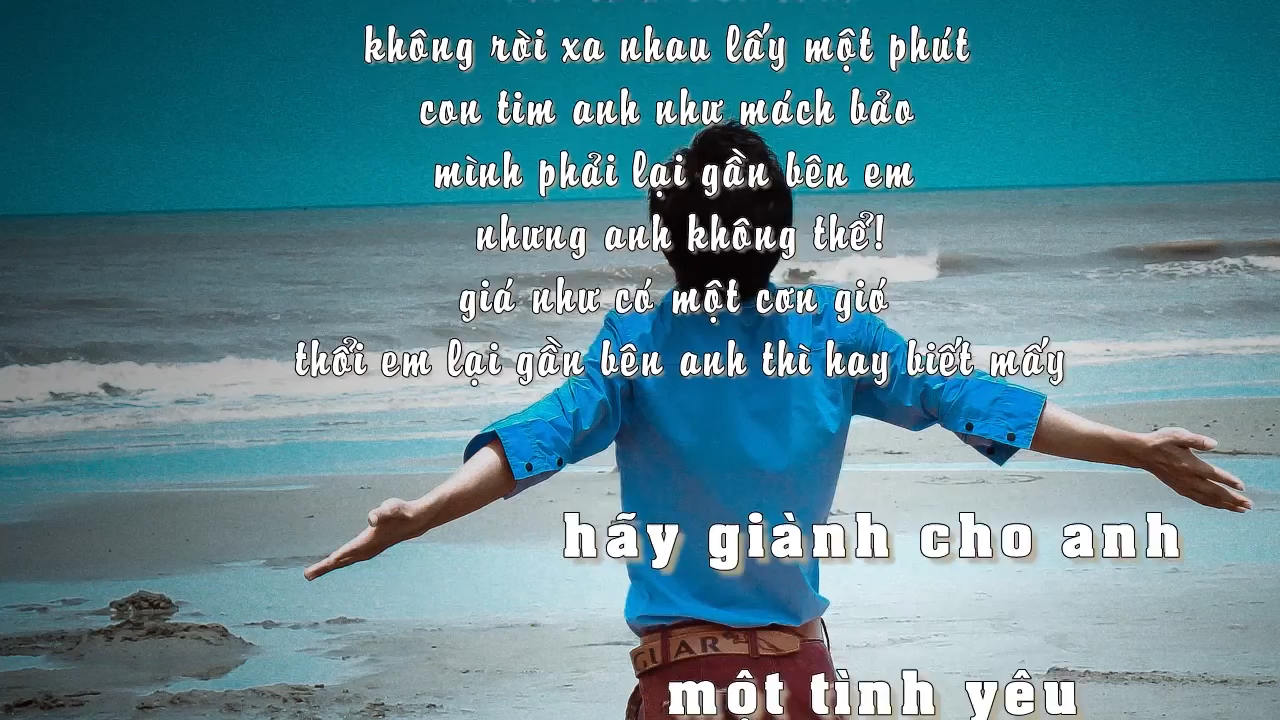 không rời xa nhau lấy một phút
con tim anh như mách bảo
mình phải lại gần bên em
nhưng anh không thể!
giá như có một cơn gió
thổi em lại gần bên anh thì hay biết mấy
hãy giành cho anh
AR
một tình yêu